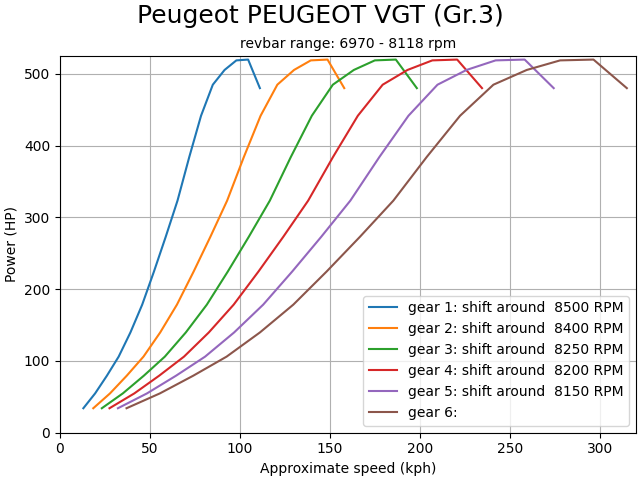 Peugeot PEUGEOT VGT (Gr.3)
revbar range: 6970 - 8118 rpm
Power (HP)
500
400
300
200
100
0
gear 1: shift around  8500 RPM
gear 2: shift around  8400 RPM
gear 3: shift around  8250 RPM
gear 4: shift around  8200 RPM
gear 5: shift around  8150 RPM
gear 6:
0 50 100 150 200 250 300
Approximate speed (kph)